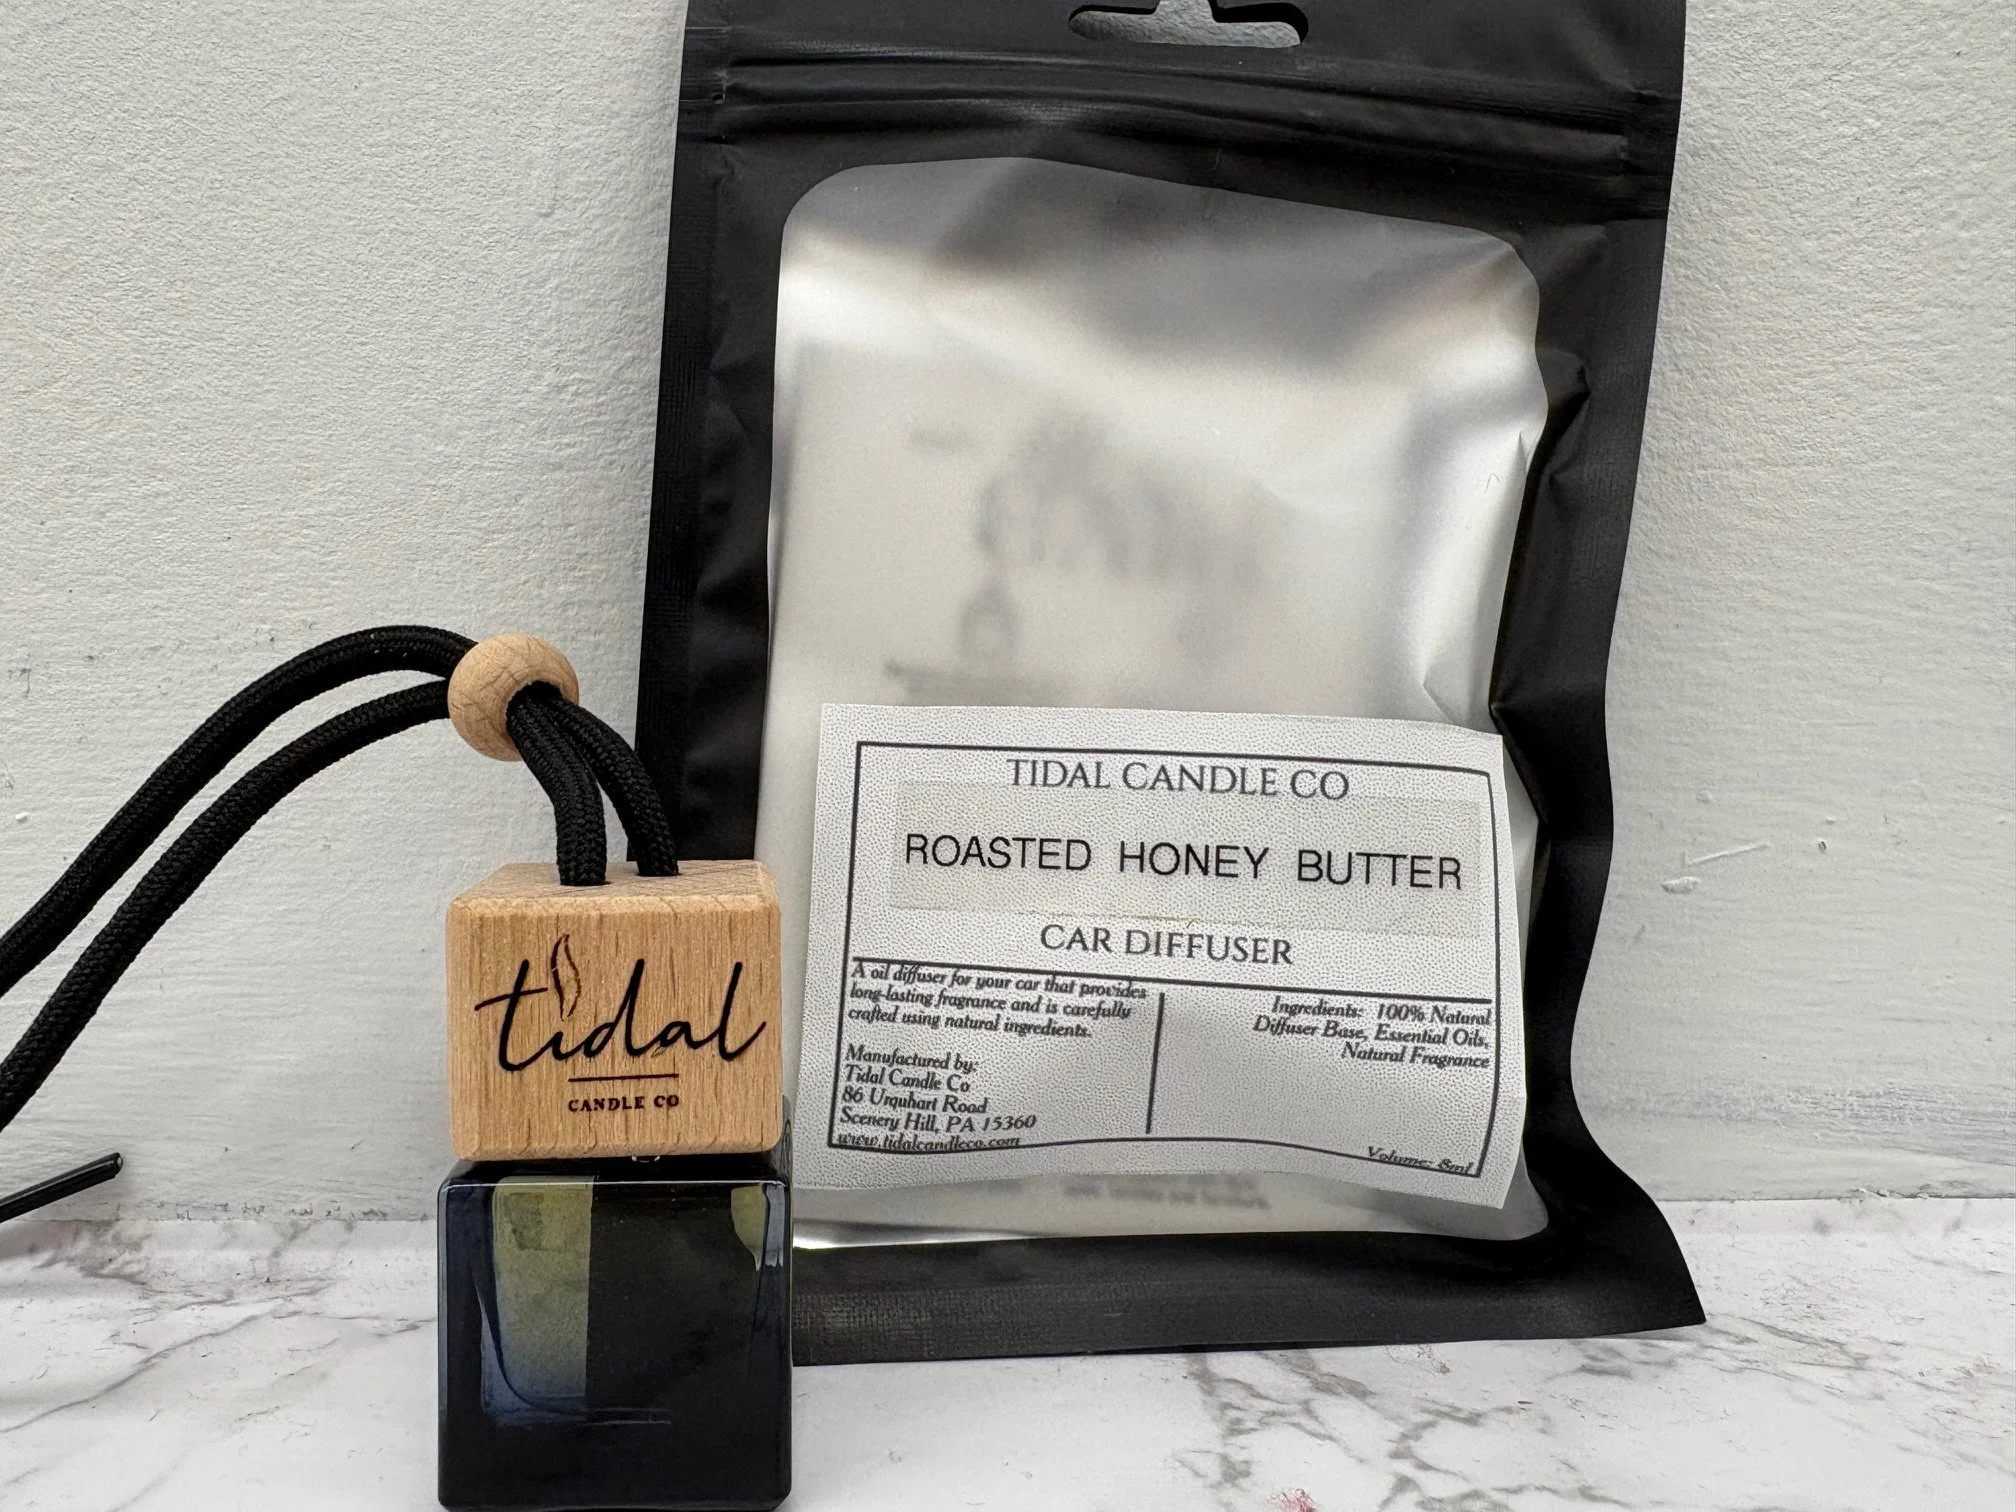 TIDAL CANDLE CO
ROASTED HONEY BUTTER
CAR DIFFUSER
A oil diffuser for your car that provides
long-lasting fragrance and is carefully
crafted using natural ingredients.
Manufactured by:
Tidal Candle Co
86 Urquhart Road
Scenery Hill, PA 15360
www.tidalcandleco.com
Ingredients: 100% Natural
Diffuser Base, Essential Oils,
Natural Fragrance
Volume: 8ml
tidal
CANDLE CO